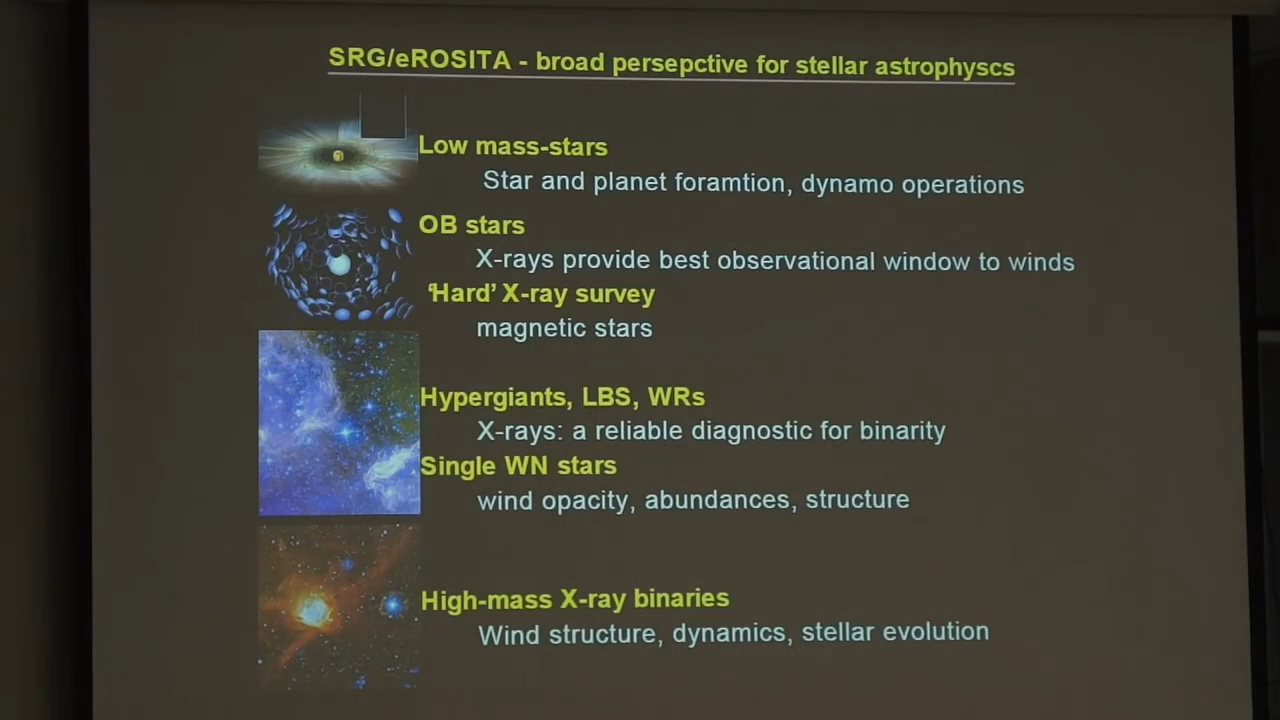 SRG/eROSITA - broad persepctive for stellar astrophyscs
Low mass-stars
Star and planet foramtion, dynamo operations
OB stars
X-rays provide best observational window to winds
‘Hard’ X-ray survey
magnetic stars
Hypergiants, LBS, WRs
X-rays: a reliable diagnostic for binarity
Single WN stars
wind opacity, abundances, structure
High-mass X-ray binaries
Wind structure, dynamics, stellar evolution